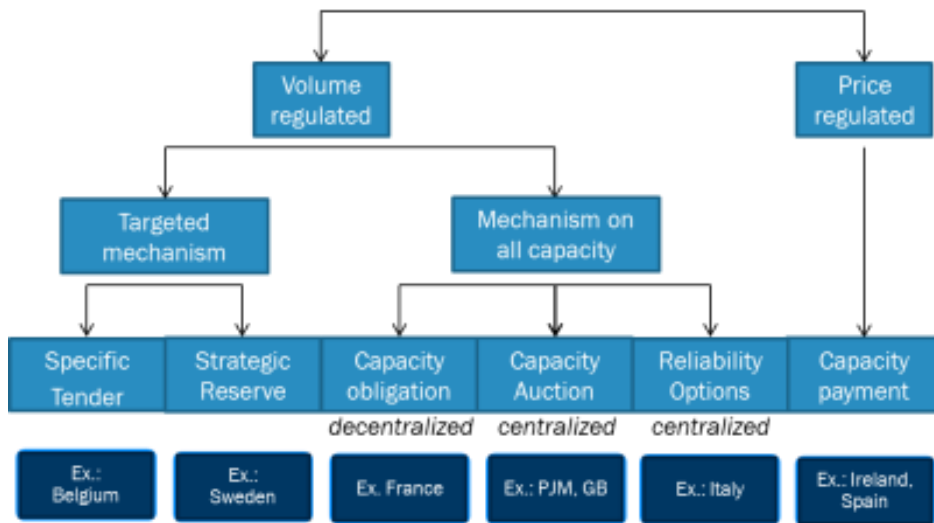 Volume
regulated
Price
regulated
Targeted
mechanism
Mechanism on
all capacity
Specific
Tender
Strategic
Reserve
Capacity
obligation
Capacity
Auction
Reliability
Options
Capacity
payment
decentralized
centralized
centralized
Ex.:
Belgium
Ex.:
Sweden
Ex. France
Ex.: PJM, GB
Ex.: Italy
Ex.: Ireland,
Spain